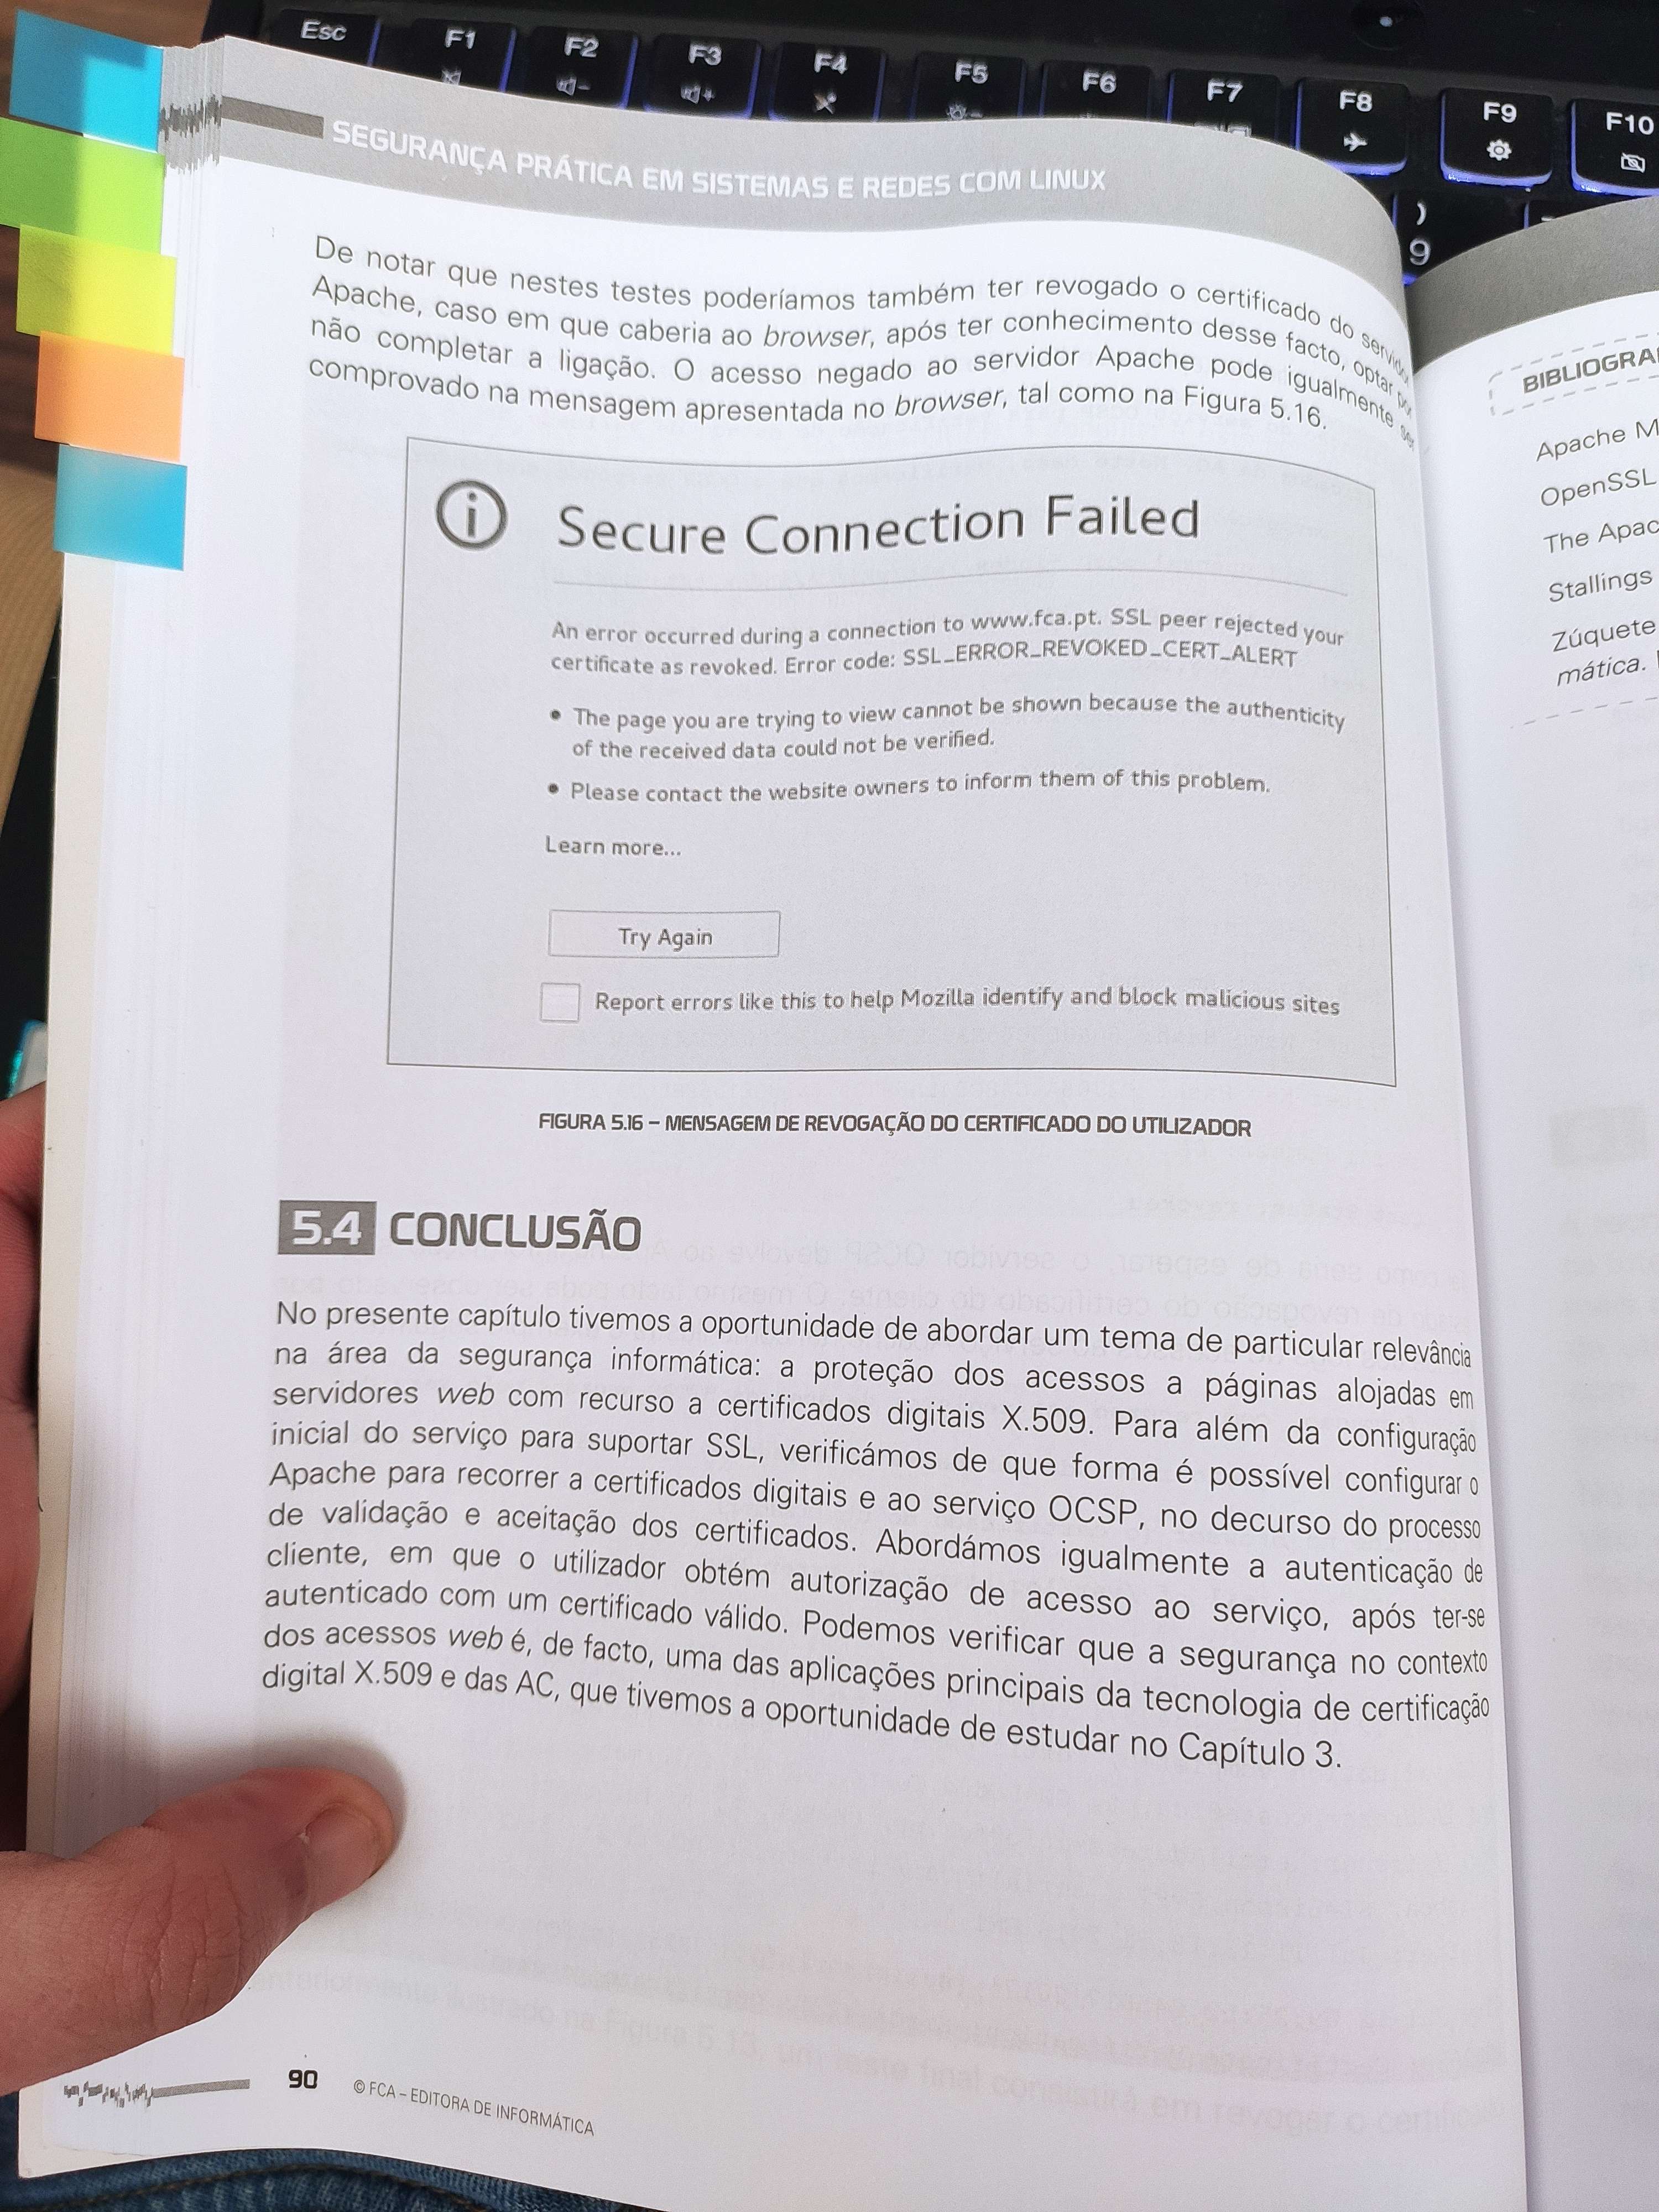 Esc
F1
F2
F3
F4
F5
F6
F7
F8
F9
F10
)
9
SEGURANÇA PRÁTICA EM SISTEMAS E REDES COM LINUX
De notar que nestes testes poderíamos também ter revogado o certificado do servidor
Apache, caso em que caberia ao browser, após ter conhecimento desse facto, optar por
não completar a ligação. O acesso negado ao servidor Apache pode igualmente ser
comprovado na mensagem apresentada no browser, tal como na Figura 5.16.
i
Secure Connection Failed
An error occurred during a connection to www.fca.pt. SSL peer rejected your
certificate as revoked. Error code: SSL_ERROR_REVOKED_CERT_ALERT
• The page you are trying to view cannot be shown because the authenticity
of the received data could not be verified.
• Please contact the website owners to inform them of this problem.
Learn more...
Try Again
Report errors like this to help Mozilla identify and block malicious sites
FIGURA 5.16 – MENSAGEM DE REVOGAÇÃO DO CERTIFICADO DO UTILIZADOR
5.4 CONCLUSÃO
No presente capítulo tivemos a oportunidade de abordar um tema de particular relevância
na área da segurança informática: a proteção dos acessos a páginas alojadas em
servidores web com recurso a certificados digitais X.509. Para além da configuração
inicial do serviço para suportar SSL, verificámos de que forma é possível configurar o
Apache para recorrer a certificados digitais e ao serviço OCSP, no decurso do processo
de validação e aceitação dos certificados. Abordámos igualmente a autenticação de
cliente, em que o utilizador obtém autorização de acesso ao serviço, após ter-se
autenticado com um certificado válido. Podemos verificar que a segurança no contexto
dos acessos web é, de facto, uma das aplicações principais da tecnologia de certificação
digital X.509 e das AC, que tivemos a oportunidade de estudar no Capítulo 3.
90
© FCA – EDITORA DE INFORMÁTICA
Apache
OpenSSL
The
Stallings
Zúquete
mática.